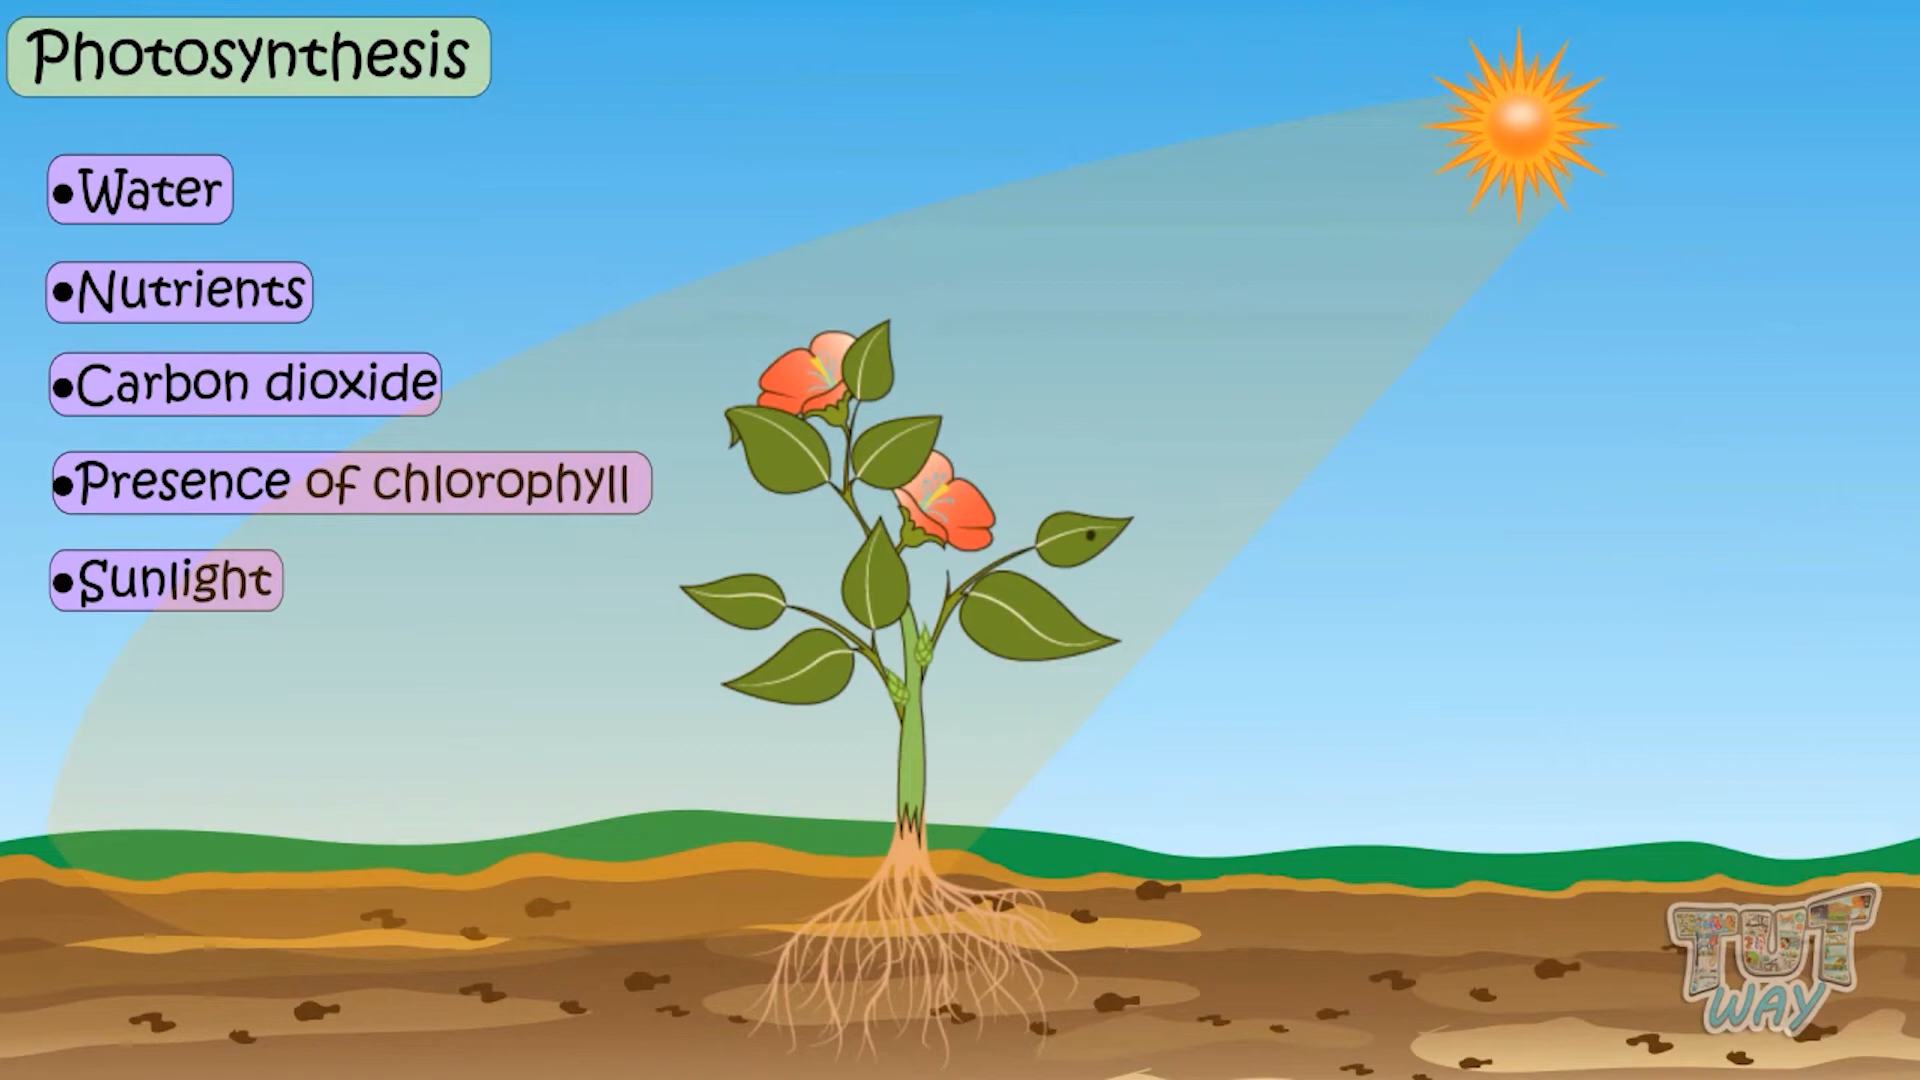 Photosynthesis
•Water
•Nutrients
•Carbon dioxide
•Presence of chlorophyll
•Sunlight
TUT
WAY